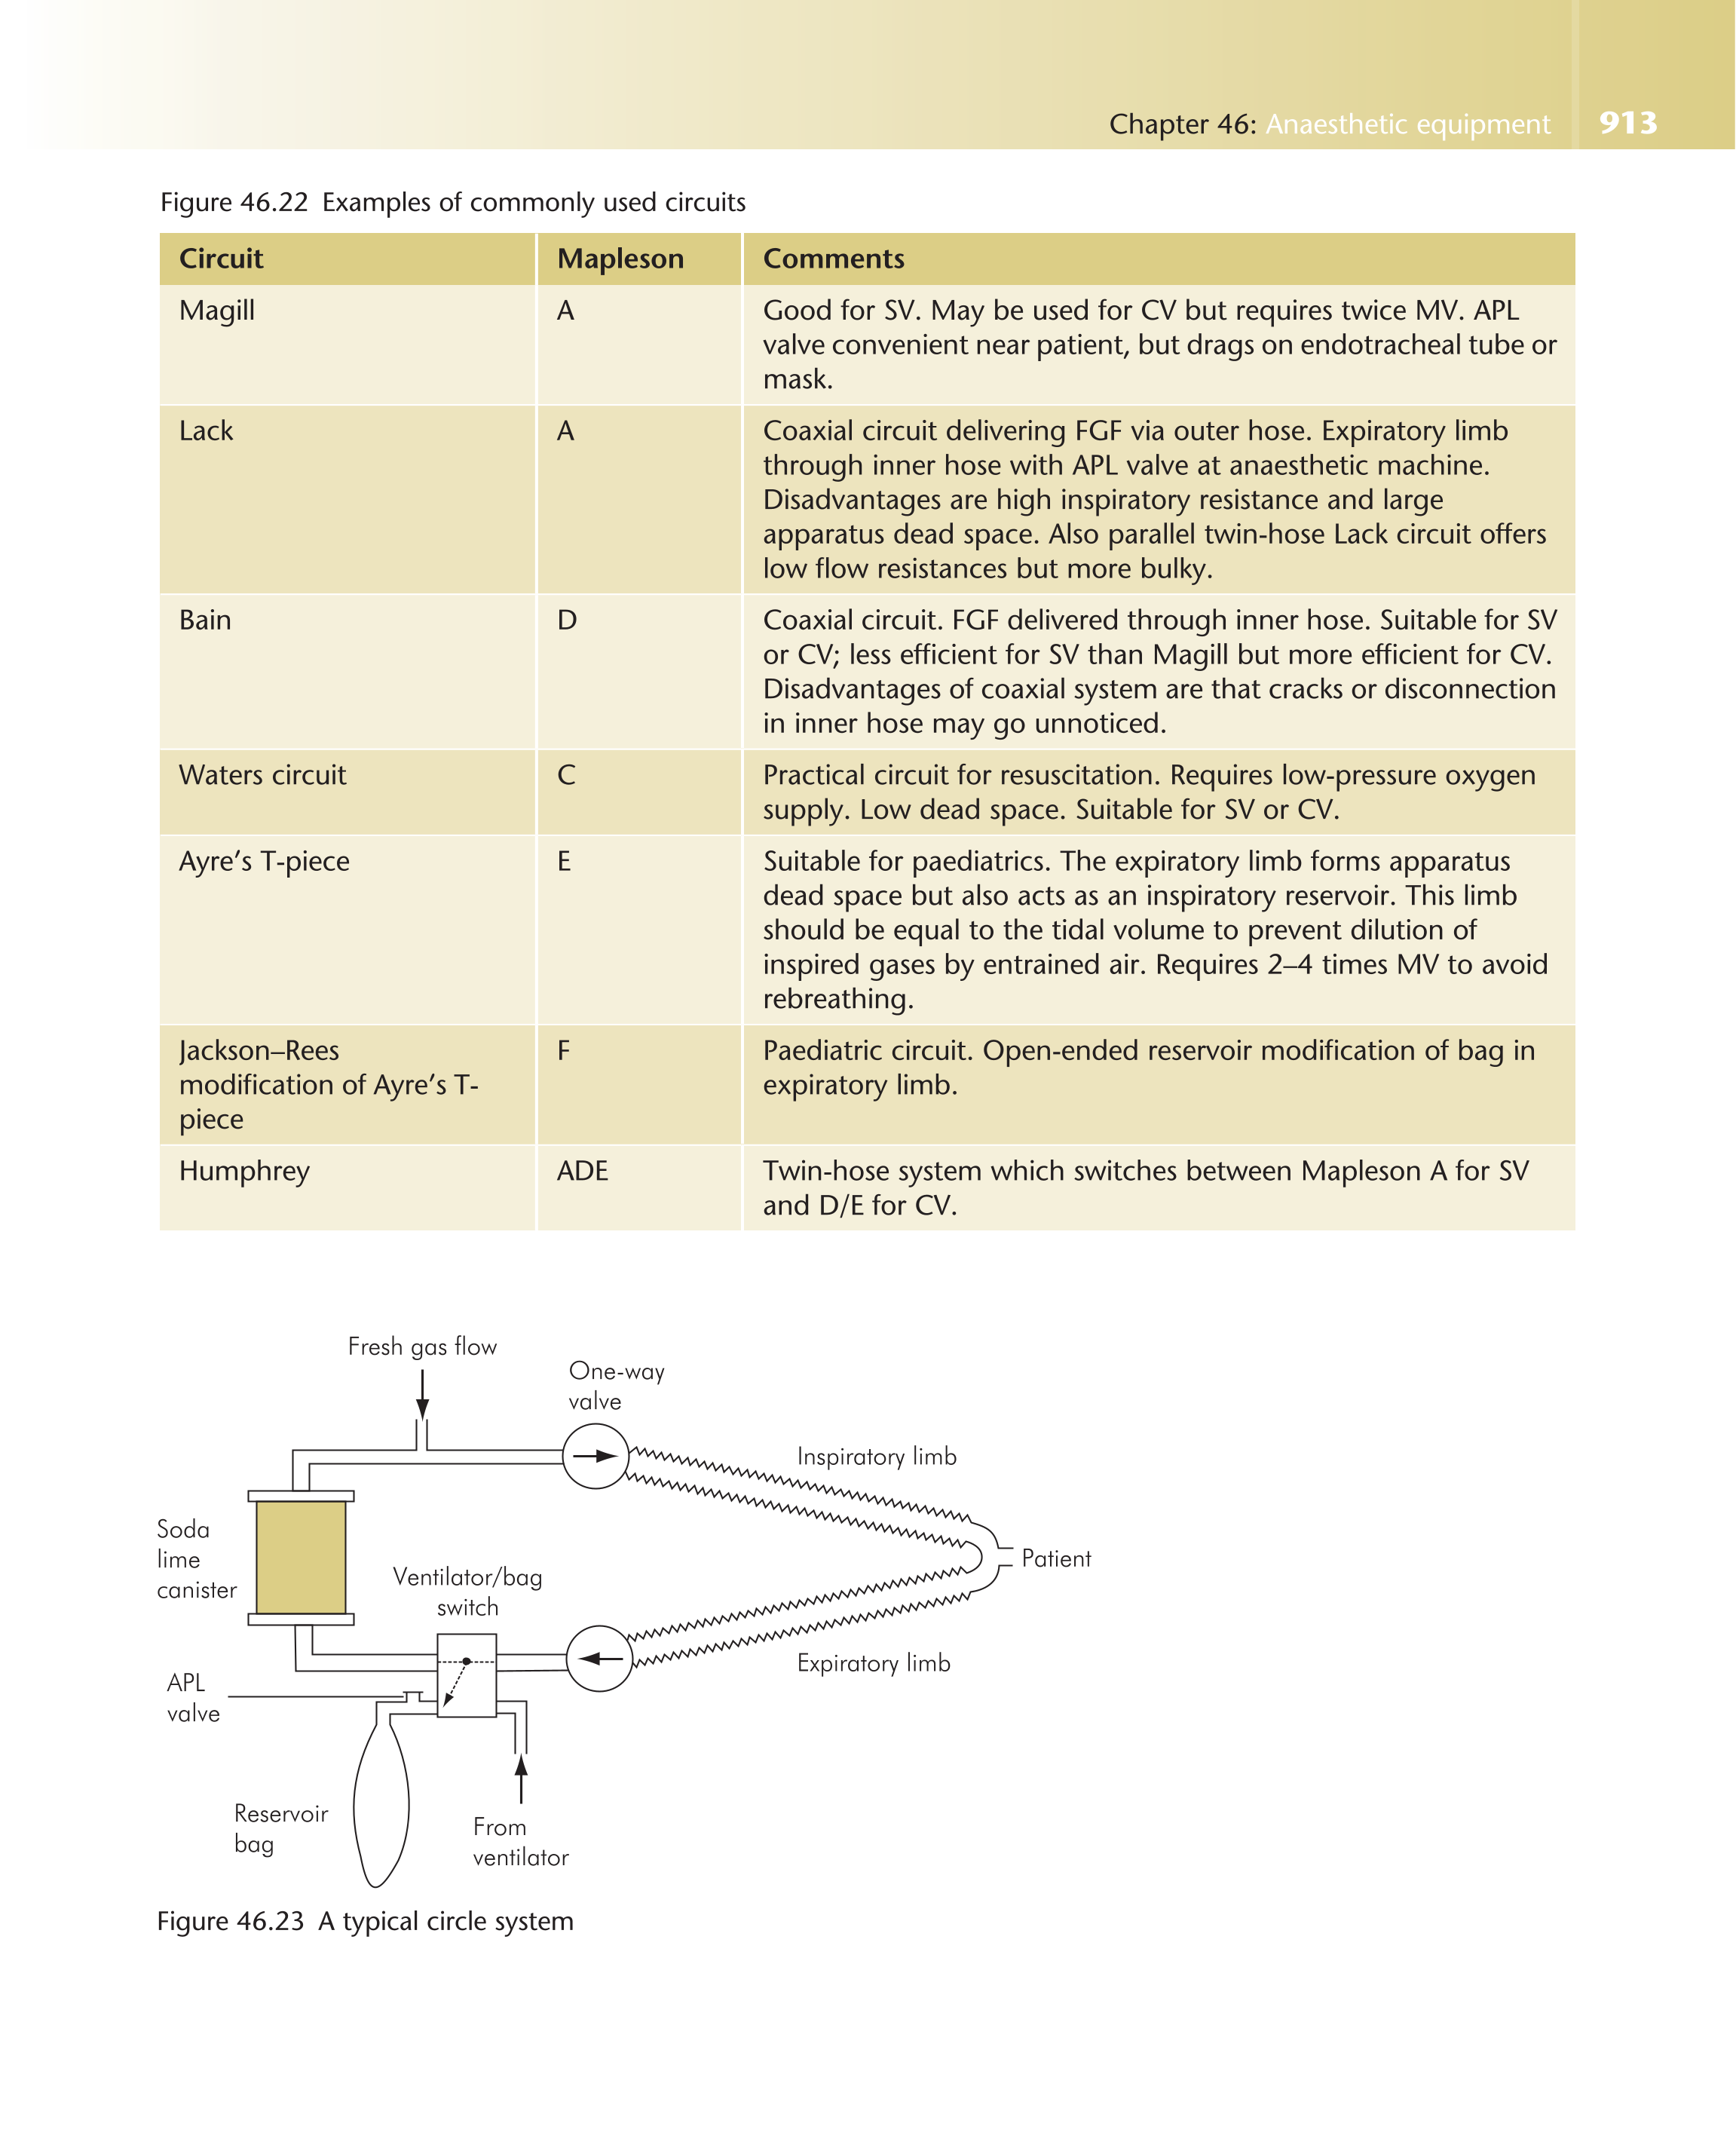 Chapter 46: Anaesthetic equipment 913
Figure 46.22 Examples of commonly used circuits
Circuit Mapleson Comments
Magill A Good for SV. May be used for CV but requires twice MV. APL
valve convenient near patient, but drags on endotracheal tube or
mask.
Lack A Coaxial circuit delivering FGF via outer hose. Expiratory limb
through inner hose with APL valve at anaesthetic machine.
Disadvantages are high inspiratory resistance and large
apparatus dead space. Also parallel twin-hose Lack circuit offers
low flow resistances but more bulky.
Bain D Coaxial circuit. FGF delivered through inner hose. Suitable for SV
or CV; less efficient for SV than Magill but more efficient for CV.
Disadvantages of coaxial system are that cracks or disconnection
in inner hose may go unnoticed.
Waters circuit C Practical circuit for resuscitation. Requires low-pressure oxygen
supply. Low dead space. Suitable for SV or CV.
Ayre’s T-piece E Suitable for paediatrics. The expiratory limb forms apparatus
dead space but also acts as an inspiratory reservoir. This limb
should be equal to the tidal volume to prevent dilution of
inspired gases by entrained air. Requires 2–4 times MV to avoid
rebreathing.
Jackson–Rees F Paediatric circuit. Open-ended reservoir modification of bag in
modification of Ayre’s T- expiratory limb.
piece
Humphrey ADE Twin-hose system which switches between Mapleson A for SV
and D/E for CV.
Fresh gas flow
One-way
valve
Inspiratory limb
Soda
lime
canister
Patient
Ventilator/bag
switch
Expiratory limb
APL
valve
Reservoir
bag
From
ventilator
Figure 46.23 A typical circle system